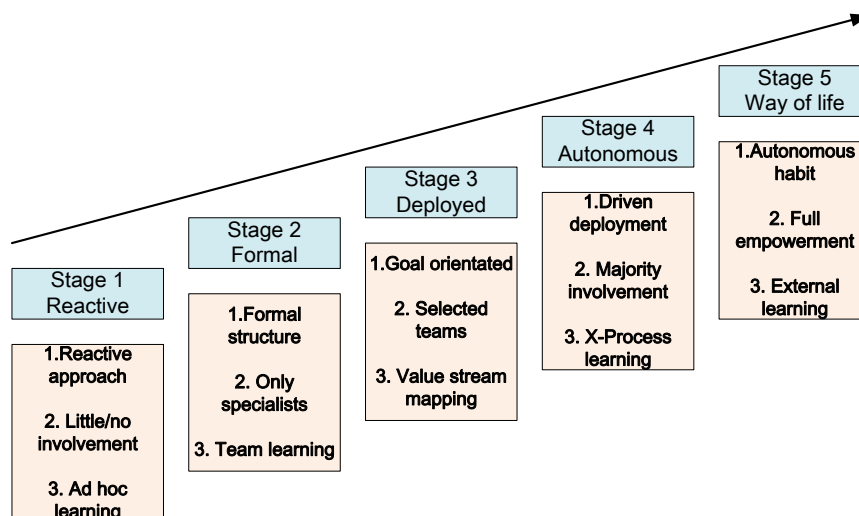 Stage 1
Reactive
1.Reactive
approach
2. Little/no
involvement
3. Ad hoc
learning
Stage 2
Formal
1.Formal
structure
2. Only
specialists
3. Team learning
Stage 3
Deployed
1.Goal orientated
2. Selected
teams
3. Value stream
mapping
Stage 4
Autonomous
1.Driven
deployment
2. Majority
involvement
3. X-Process
learning
Stage 5
Way of life
1.Autonomous
habit
2. Full
empowerment
3. External
learning